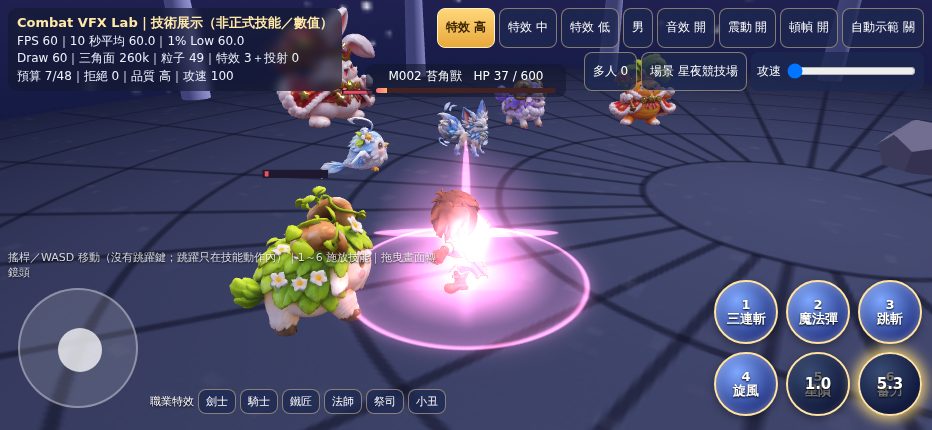 Combat VFX Lab｜技術展示（非正式技能／數值）
FPS 60｜10 秒平均 60.0｜1% Low 60.0
Draw 60｜三角面 260k｜粒子 49｜特效 3＋投射 0
預算 7/48｜拒絕 0｜品質 高｜攻速 100
特效 高
特效 中
特效 低
男
音效 開
震動 開
頓幀 開
自動示範 關
多人 0
場景 星夜競技場
攻速
M002 苔角獸 HP 37 / 600
搖桿／WASD 移動（沒有跳躍鍵；跳躍只在技能動作內）｜1～6 施放技能｜拖曳畫面轉
鏡頭
1
三連斬
2
魔法彈
3
跳斬
4
旋風
5
星隕
1.0
6
蓄力
5.3
職業特效
劍士
騎士
鐵匠
法師
祭司
小丑